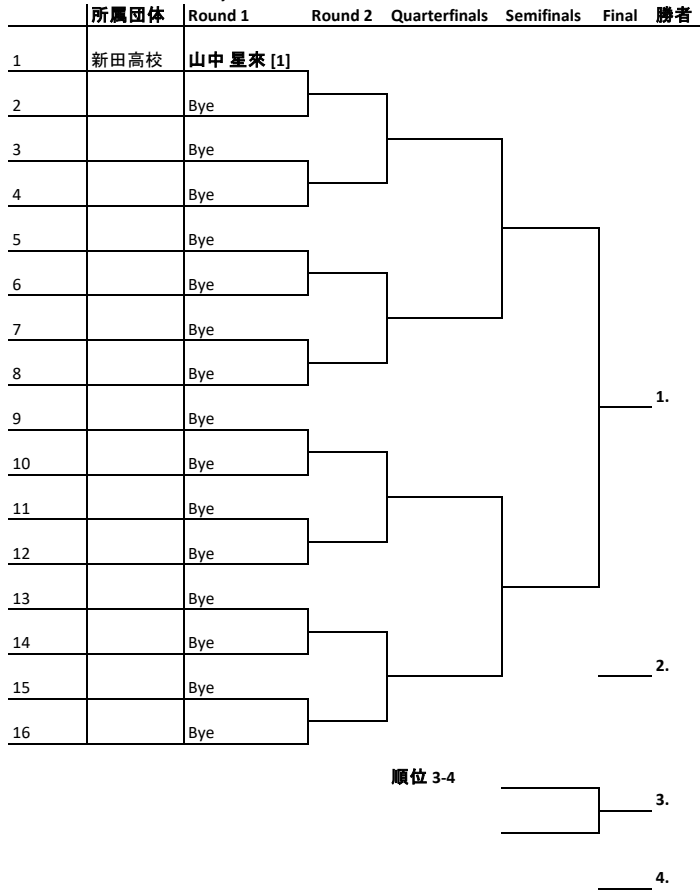 所属団体 Round 1 Round 2 Quarterfinals Semifinals Final 勝者
1 新田高校 山中 星來 [1]
2 Bye
3 Bye
4 Bye
5 Bye
6 Bye
7 Bye
8 Bye
1.
9 Bye
10 Bye
11 Bye
12 Bye
13 Bye
14 Bye
2.
15 Bye
16 Bye
順位 3-4
3.
4.